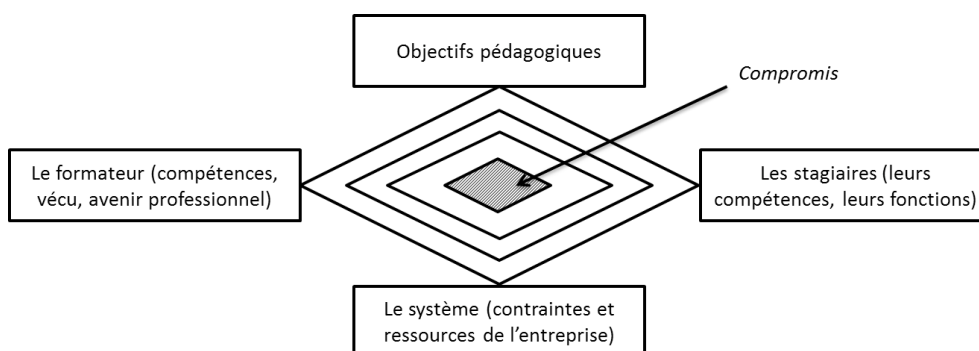 Objectifs pédagogiques
Compromis
Le formateur (compétences,
vécu, avenir professionnel)
Les stagiaires (leurs
compétences, leurs fonctions)
Le système (contraintes et
ressources de l’entreprise)